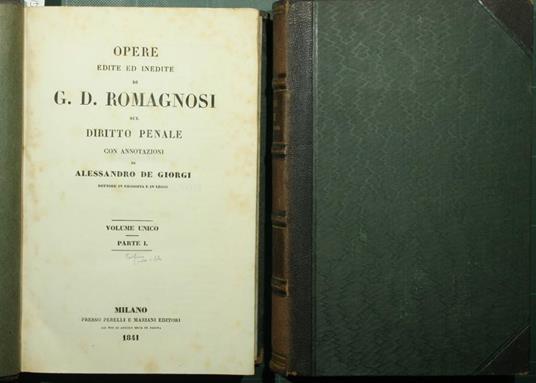 OPERE
EDITE ED INEDITE
DI
G. D. ROMAGNOSI
SUL
DIRITTO PENALE
CON ANNOTAZIONI
DI
ALESSANDRO DE GIORGI
DOTTORE IN FILOSOFIA E IN LEGGI
VOLUME UNICO
PARTE I.
MILANO
PRESSO PERELLI E MARIANI EDITORI
1841